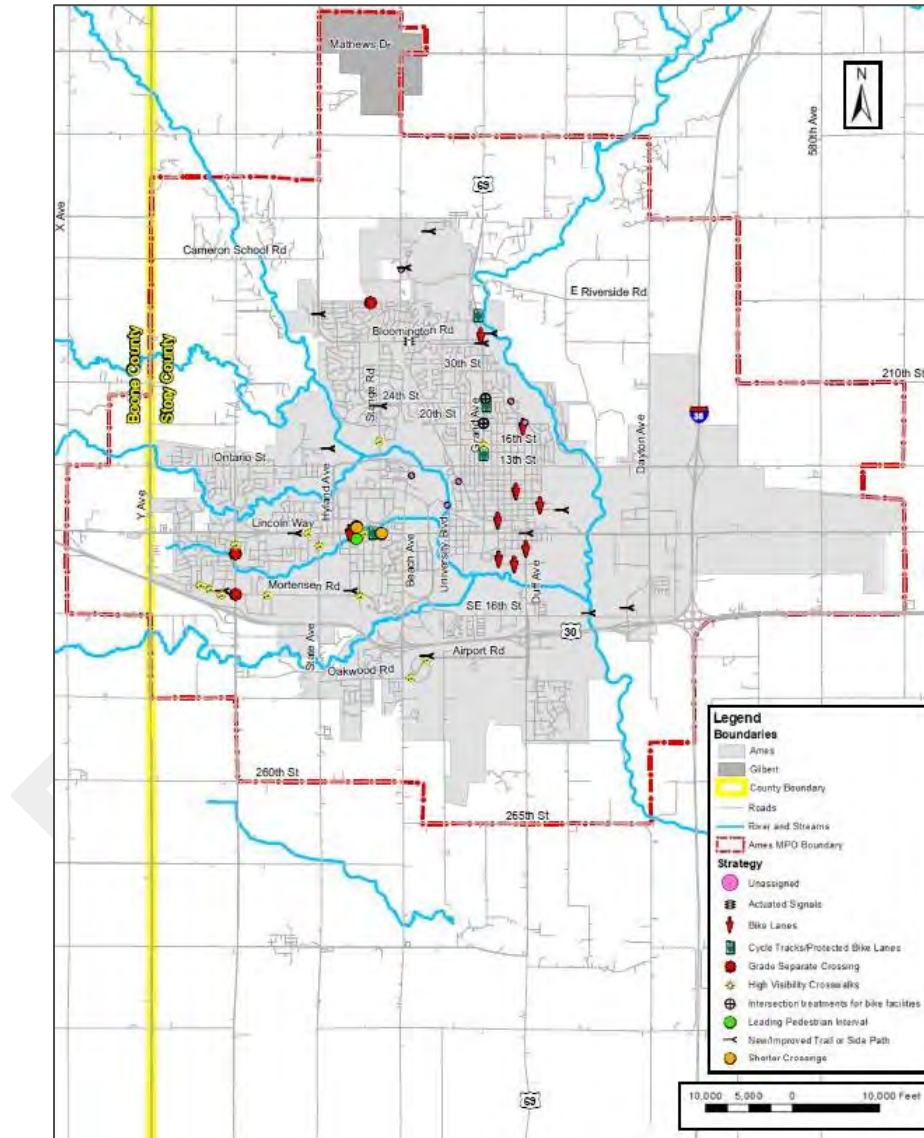 Mathews Dr
N
580th Ave
69
X Ave
Cameron School Rd
E Riverside Rd
Bloomington Rd
Boone County
Story County
30th St
210th St
Stange Rd
24th St
20th St
Grand Ave
35
16th St
13th St
Dayton Ave
Ontario St
Y Ave
Hyland Ave
Lincoln Way
Beach Ave
University Blvd
Duff Ave
Mortensen Rd
SE 16th St
30
State Ave
Airport Rd
Oakwood Rd
260th St
265th St
69
Legend
Boundaries
Ames
Gilbert
County Boundary
Roads
River and Streams
Ames MPO Boundary
Strategy
Unassigned
Actuated Signals
Bike Lanes
Cycle Tracks/Protected Bike Lanes
Grade Separate Crossing
High Visibility Crosswalks
Intersection treatments for bike facilities
Leading Pedestrian Interval
New/Improved Trail or Side Path
Shorter Crossings
10,000 5,000 0 10,000 Feet